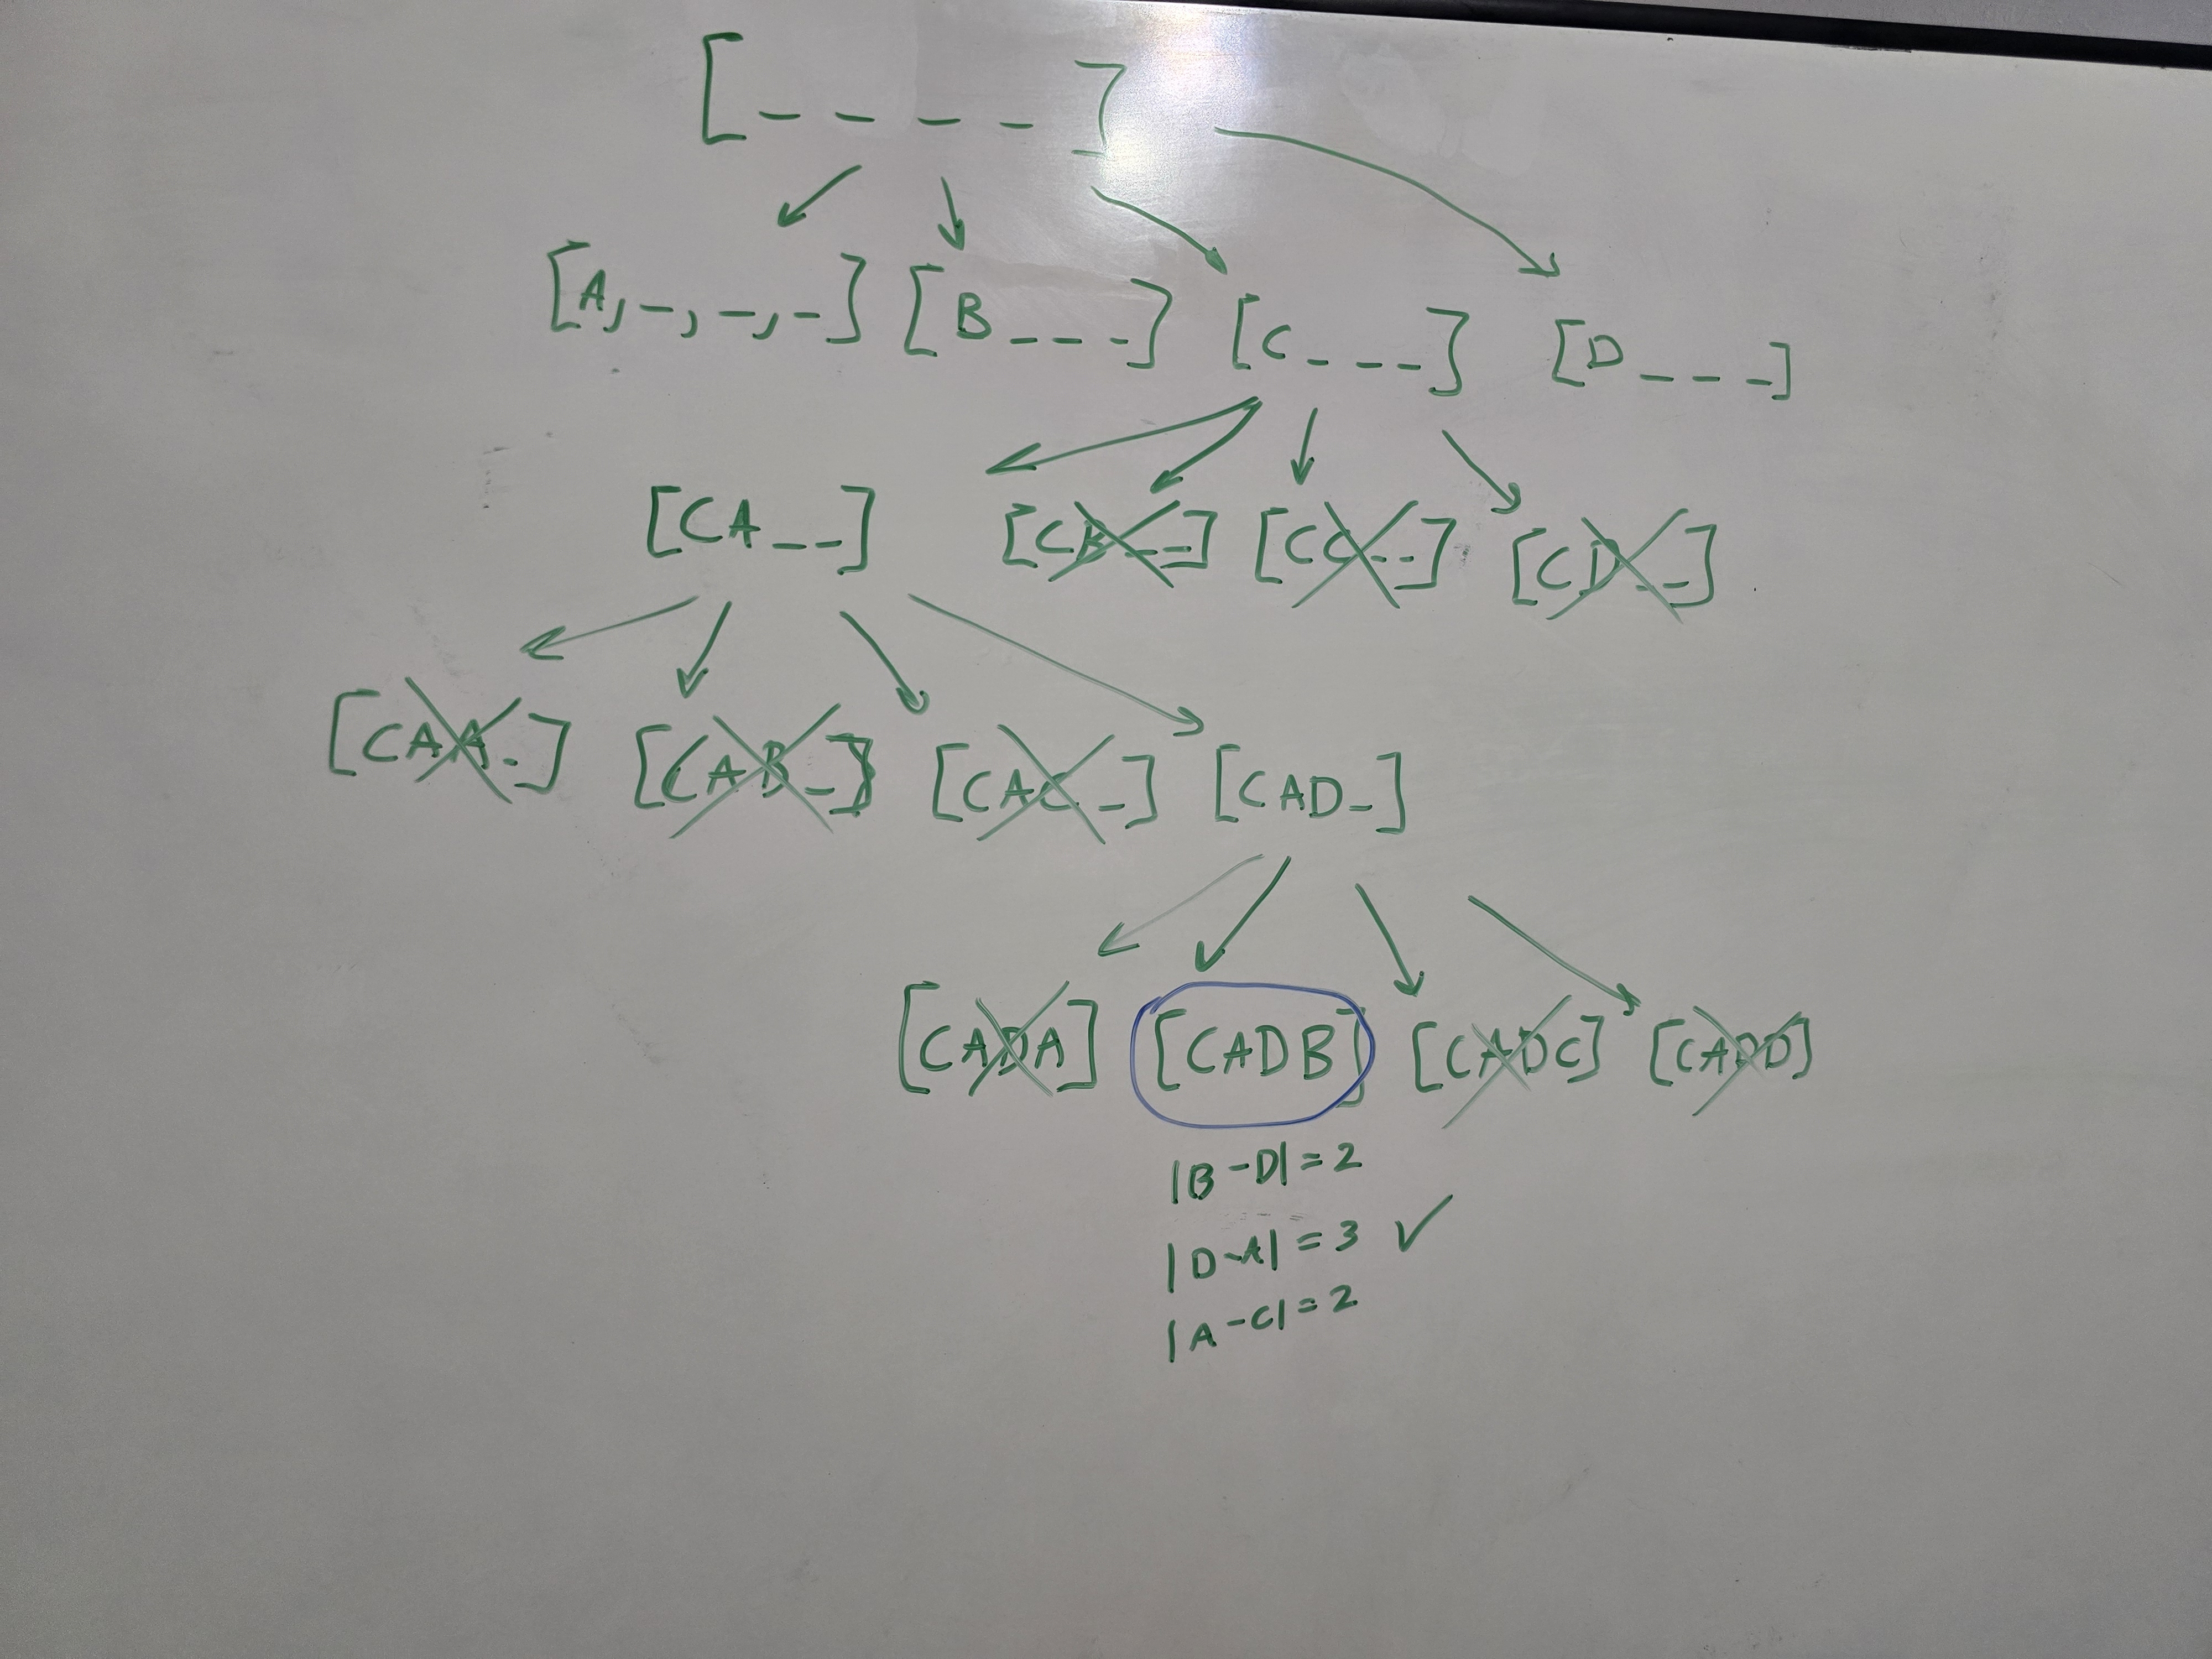 [ _ _ _ _ ]
[A, _, _, _] [B _ _ _] [C _ _ _] [D _ _ _]
[CA _ _] [CB _ _] [CC _ _] [CD _ _]
[CAA _] [CAB _] [CAC _] [CAD _]
[CADA] [CADB] [CADC] [CADD]
|B-D| = 2
|D-A| = 3 ✓
|A-C| = 2